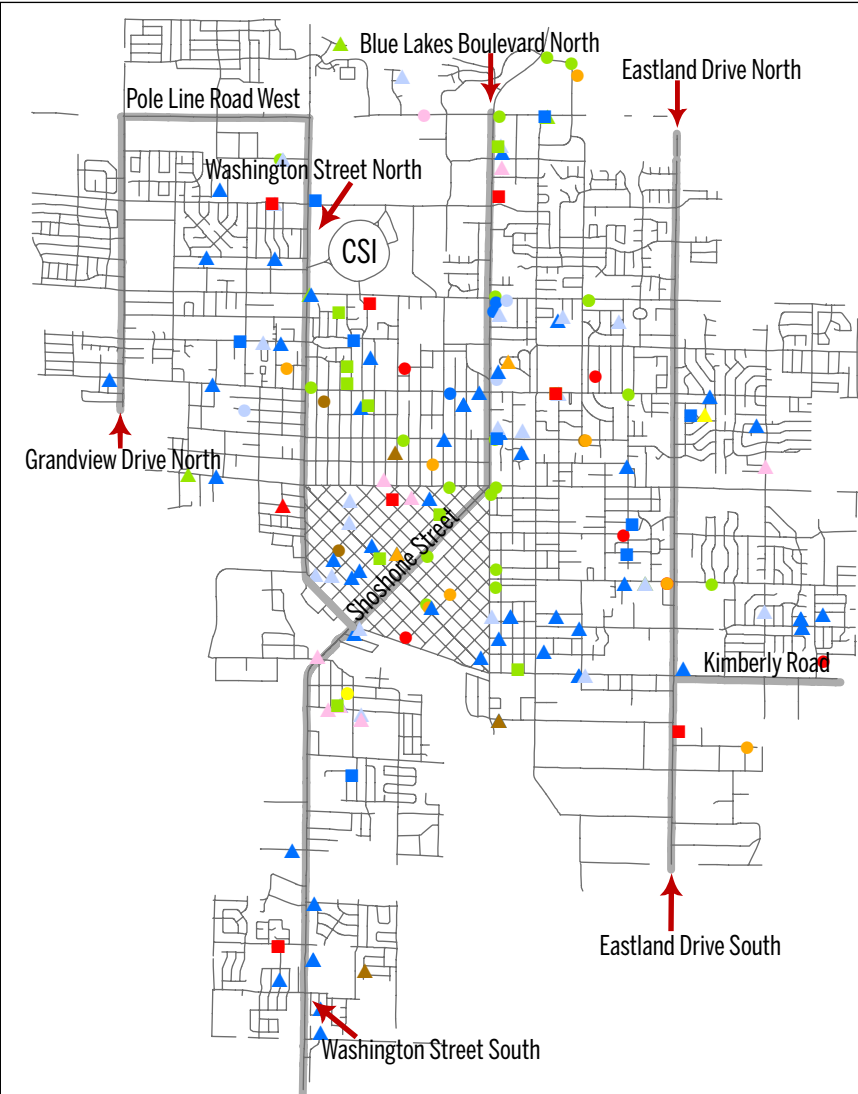 Blue Lakes Boulevard North
Eastland Drive North
Pole Line Road West
Washington Street North
CSI
Grandview Drive North
Shoshone Street
Kimberly Road
Eastland Drive South
Washington Street South